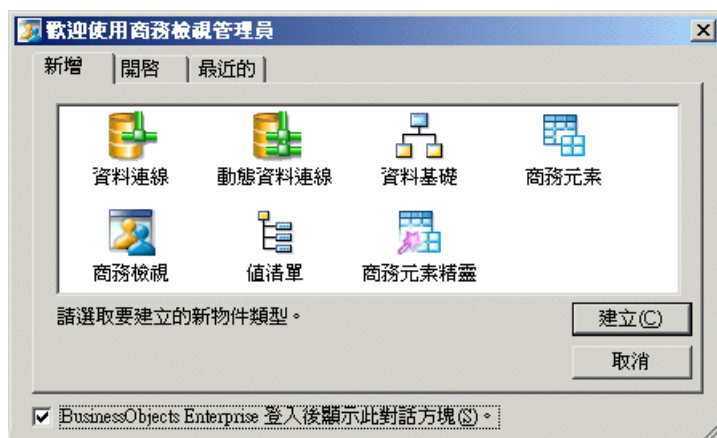 歡迎使用商務檢視管理員
新增 開啓 最近的
資料連線 動態資料連線 資料基礎 商務元素
商務檢視 值清單 商務元素精靈
請選取要建立的新物件類型。
建立(C)
取消
BusinessObjects Enterprise 登入後顯示此對話方塊(S)。